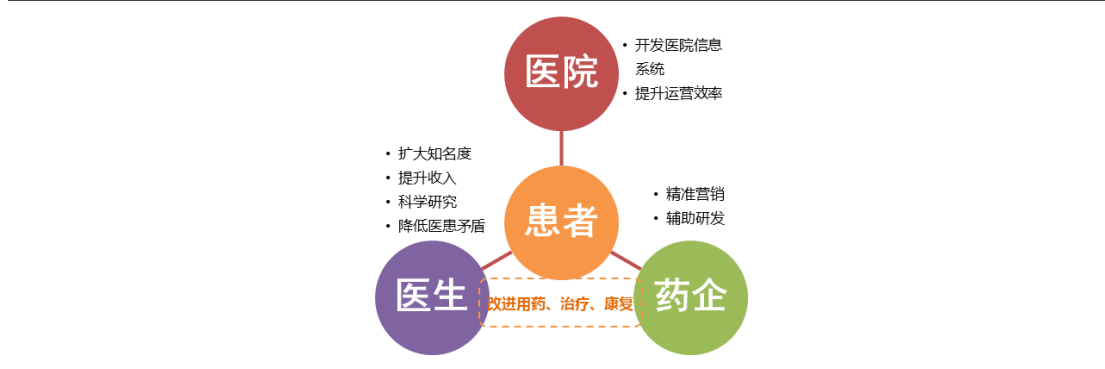 医院
• 开发医院信息
系统
• 提升运营效率
• 扩大知名度
• 提升收入
• 科学研究
• 降低医患矛盾
患者
• 精准营销
• 辅助研发
医生
改进用药、治疗、康复
药企